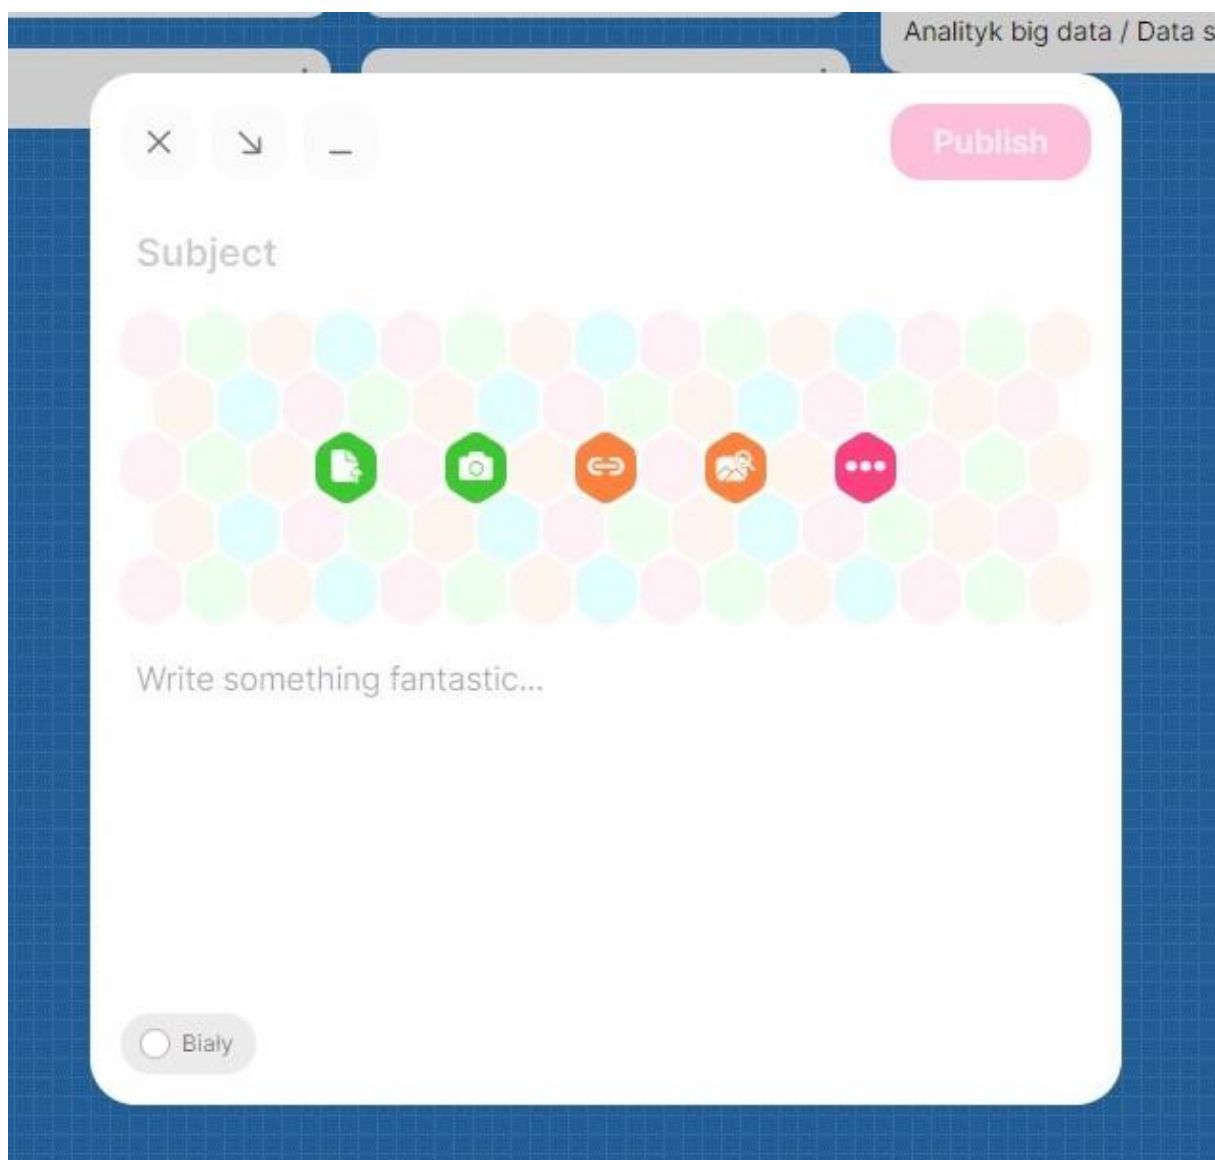 Analityk big data / Data s
Publish
Subject
Write something fantastic...
Biały